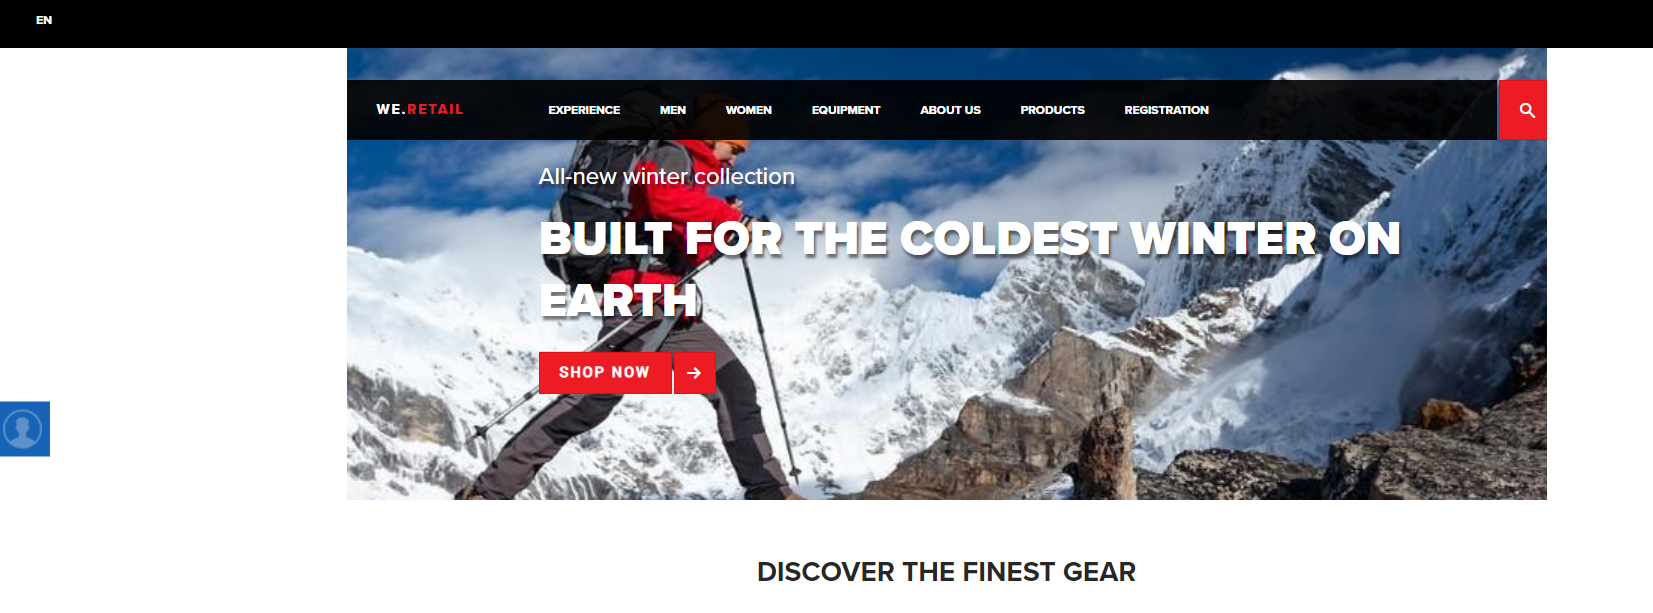 EN
WE.RETAIL EXPERIENCE MEN WOMEN EQUIPMENT ABOUT US PRODUCTS REGISTRATION
All-new winter collection
BUILT FOR THE COLDEST WINTER ON
EARTH
SHOP NOW
DISCOVER THE FINEST GEAR